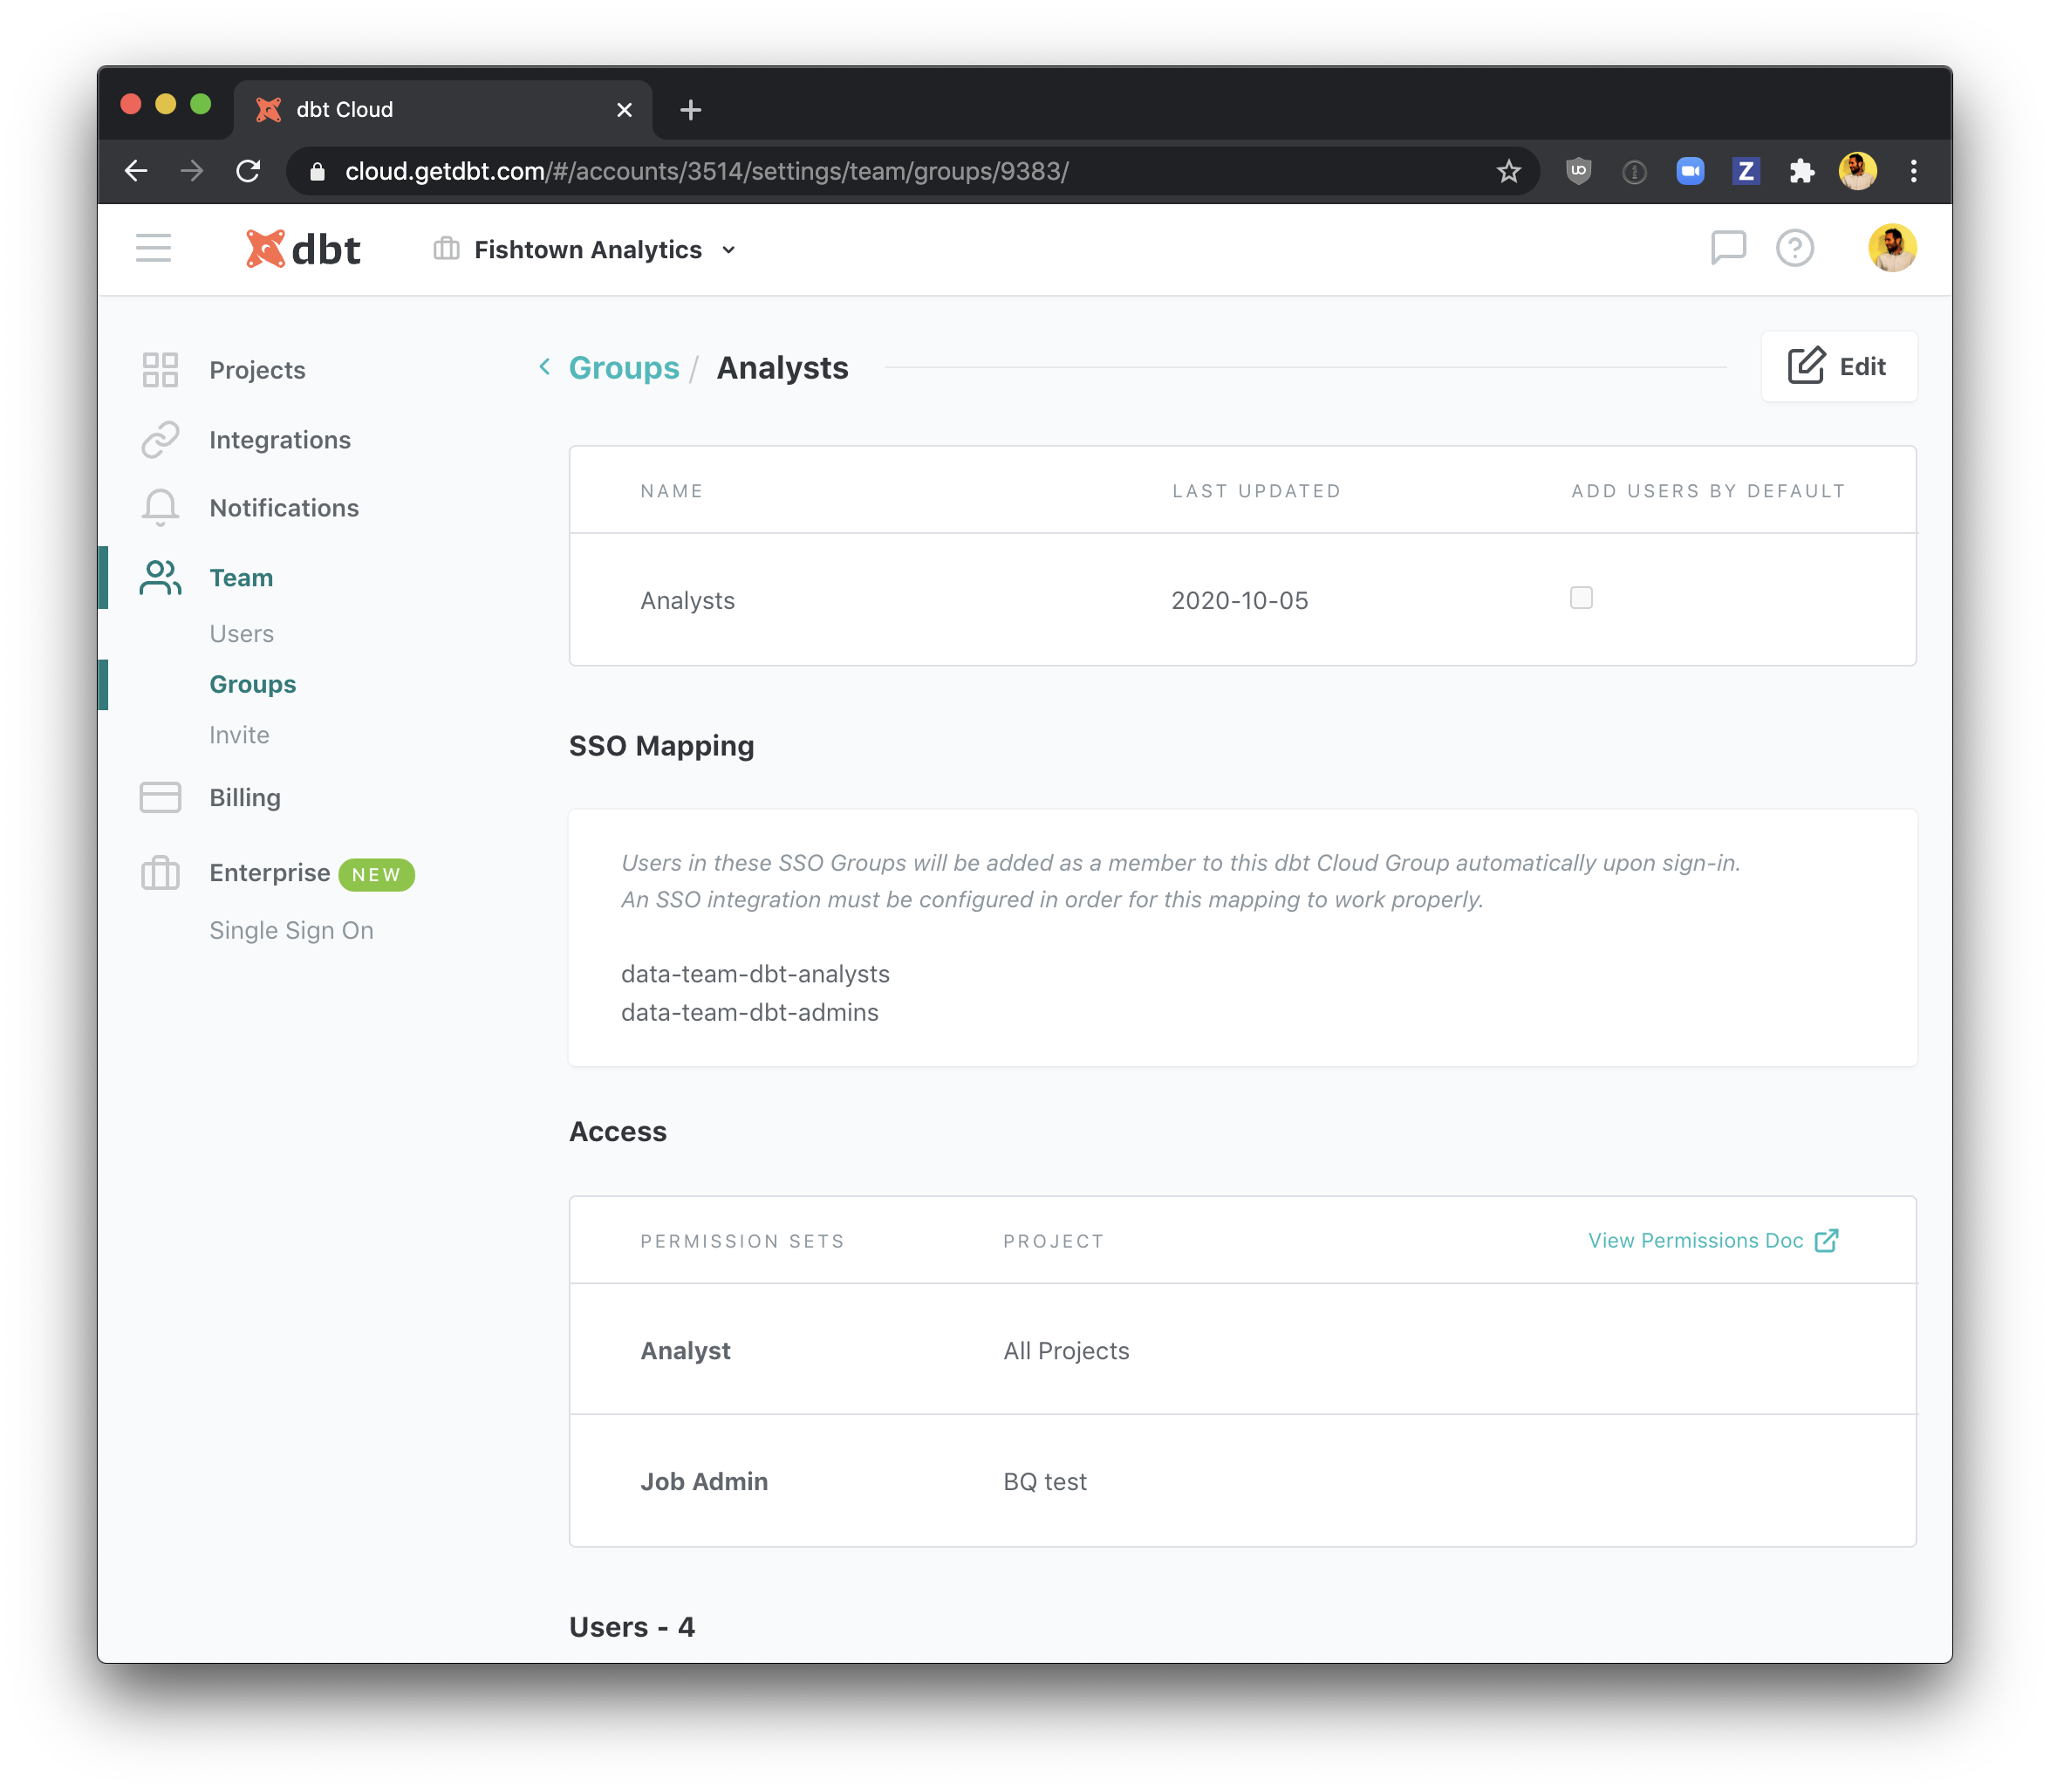 dbt Cloud
cloud.getdbt.com/#/accounts/3514/settings/team/groups/9383/
Z
dbt
Fishtown Analytics
Projects
Integrations
Notifications
Team
Users
Groups
Invite
Billing
Enterprise NEW
Single Sign On
Groups / Analysts
Edit
NAME LAST UPDATED ADD USERS BY DEFAULT
Analysts 2020-10-05
SSO Mapping
Users in these SSO Groups will be added as a member to this dbt Cloud Group automatically upon sign-in.
An SSO integration must be configured in order for this mapping to work properly.
data-team-dbt-analysts
data-team-dbt-admins
Access
PERMISSION SETS PROJECT View Permissions Doc
Analyst All Projects
Job Admin BQ test
Users - 4